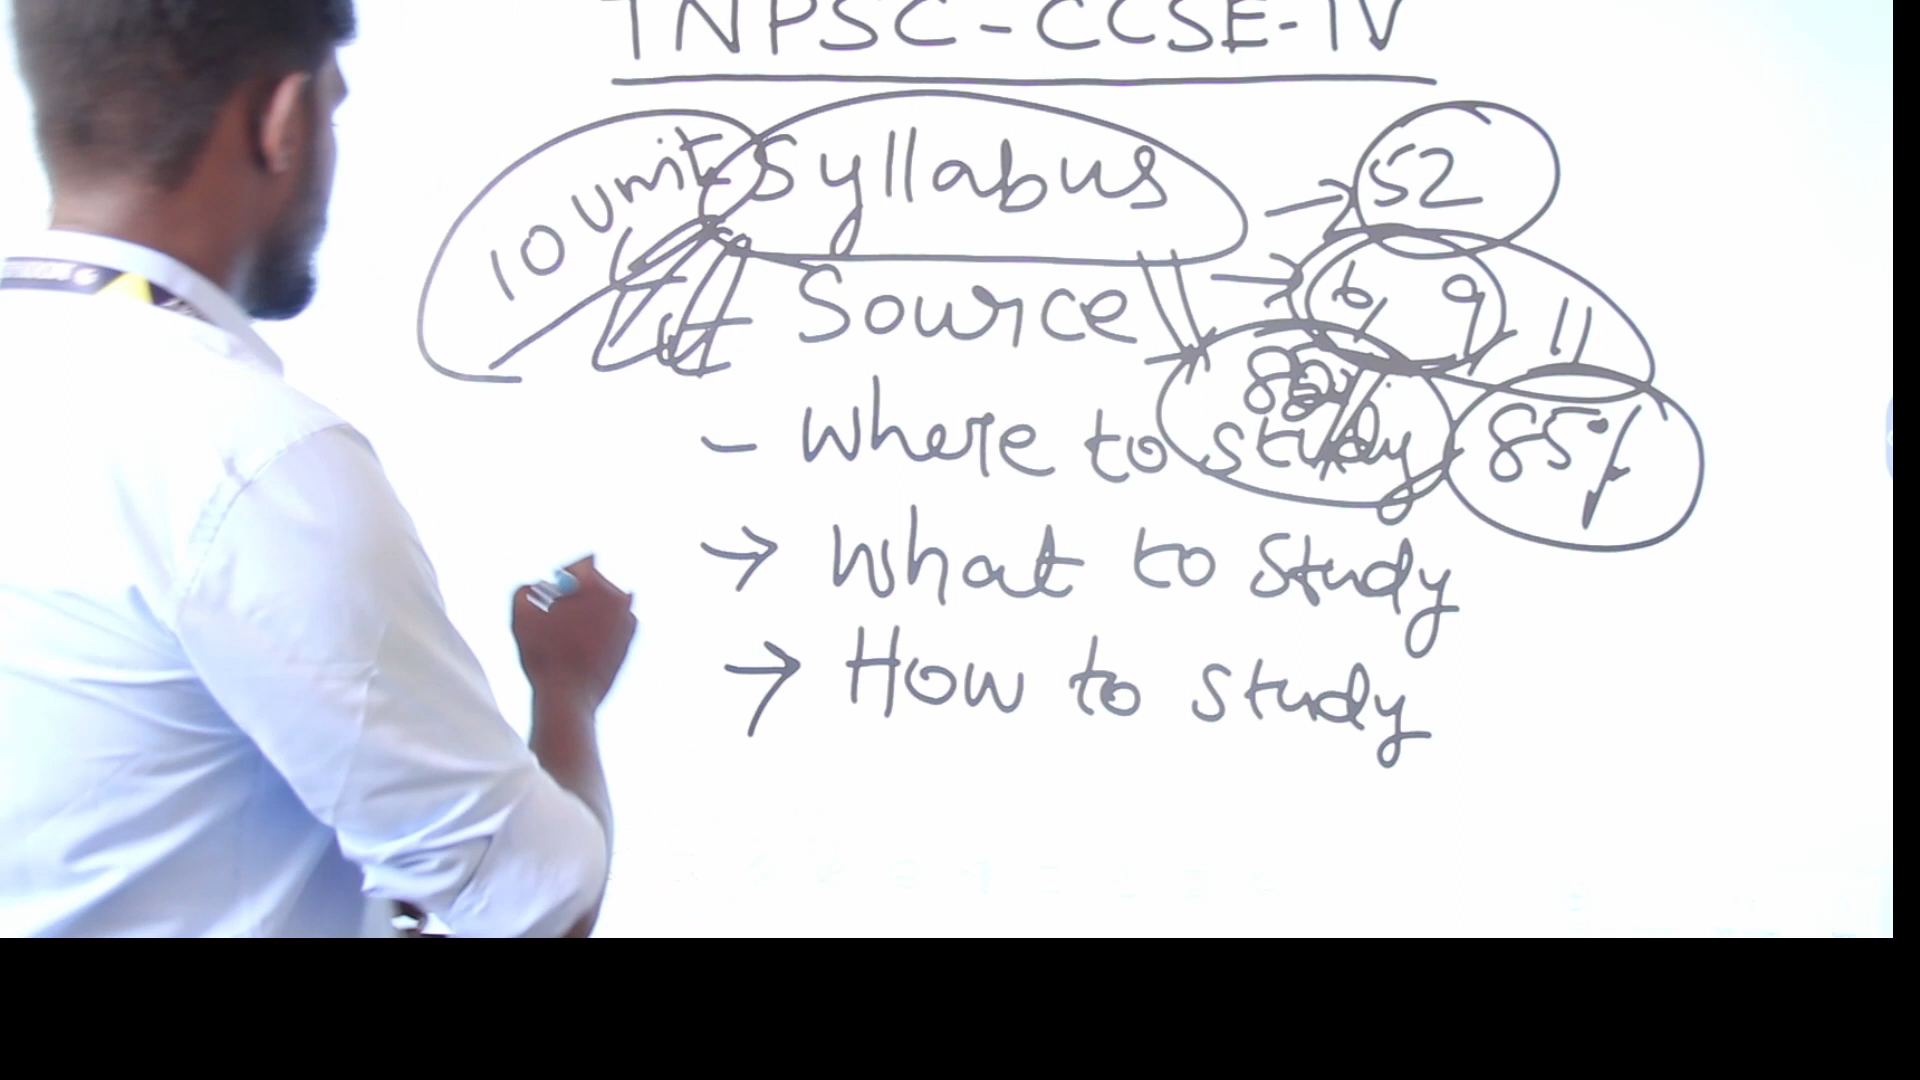 TNPSC-CCSE-IV
10 unit Syllabus → 52
Source → 6, 9, 11
- Where to study 85%
→ What to study
→ How to study